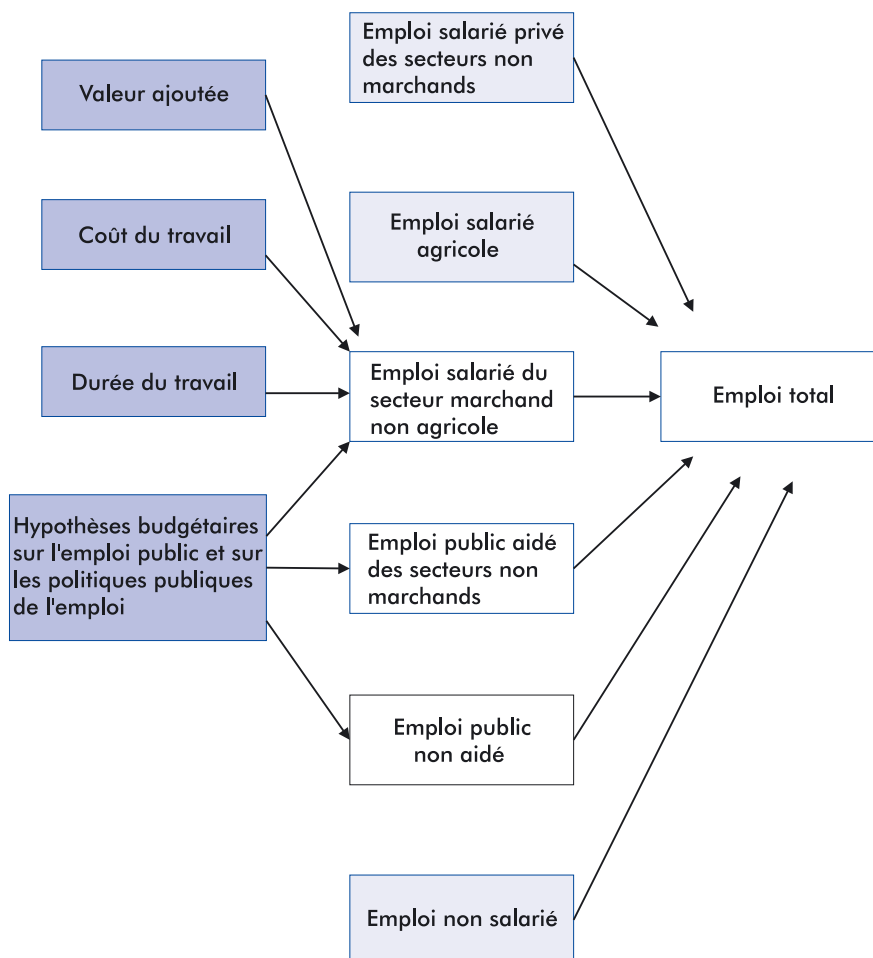 Emploi salarié privé
des secteurs non
marchands
Valeur ajoutée
Coût du travail
Emploi salarié
agricole
Durée du travail
Emploi salarié du
secteur marchand
non agricole
Emploi total
Hypothèses budgétaires
sur l'emploi public et sur
les politiques publiques
de l'emploi
Emploi public aidé
des secteurs non
marchands
Emploi public
non aidé
Emploi non salarié